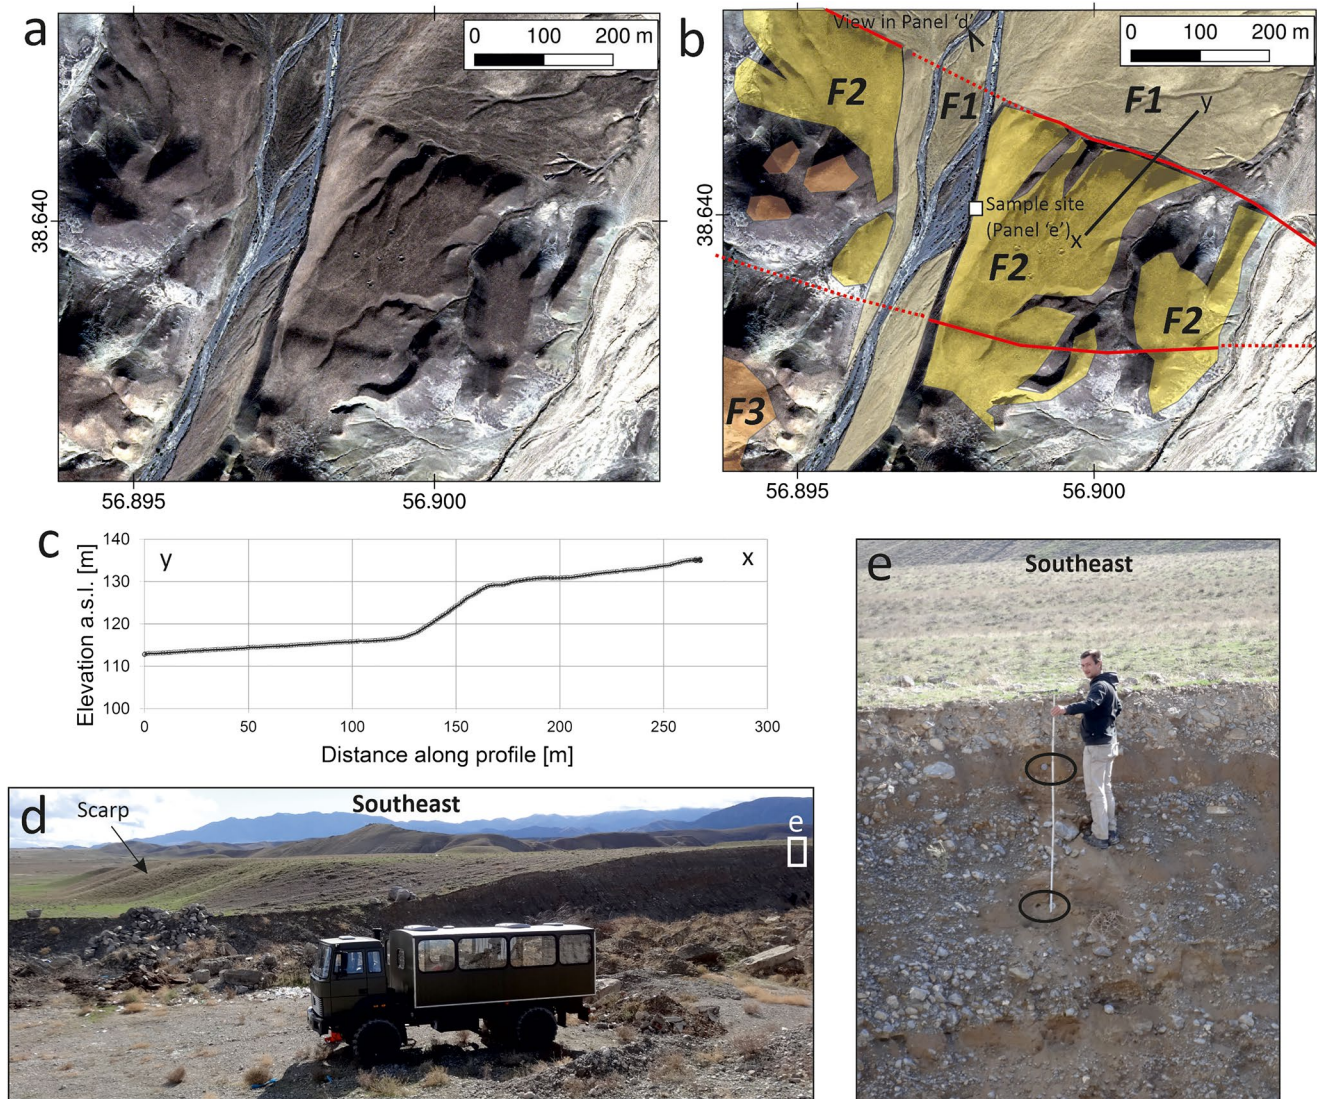 a
0 100 200 m
38.640
56.895 56.900
b
View in Panel ‘d’
0 100 200 m
F2
F1
F1
y
38.640
Sample site
(Panel ‘e’)
x
F2
F2
F3
56.895 56.900
c
Elevation a.s.l. [m]
140
130
120
110
100
y
x
0 50 100 150 200 250 300
Distance along profile [m]
d
Scarp
Southeast
e
e
Southeast